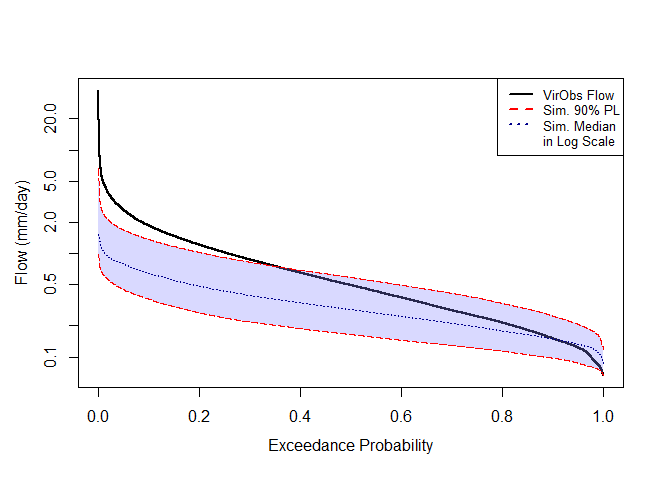 VirObs Flow
Sim. 90% PL
Sim. Median
in Log Scale
20.0
5.0
2.0
0.5
0.1
Flow (mm/day)
0.0 0.2 0.4 0.6 0.8 1.0
Exceedance Probability